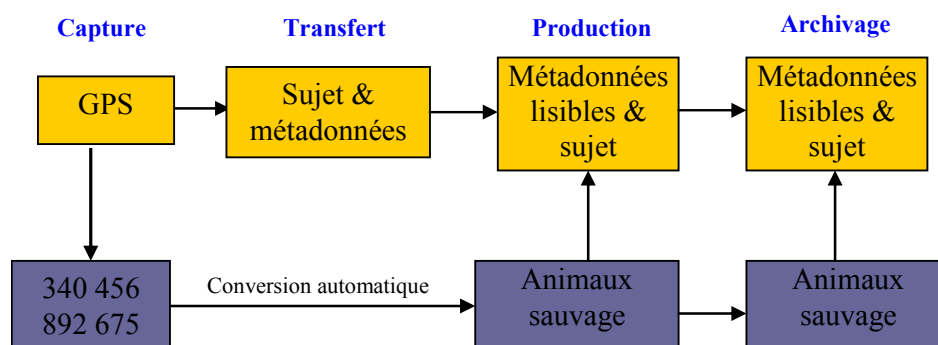 Capture Transfert Production Archivage
GPS
Sujet &
métadonnées
Métadonnées
lisibles &
sujet
Métadonnées
lisibles &
sujet
340 456
892 675
Conversion automatique
Animaux
sauvage
Animaux
sauvage